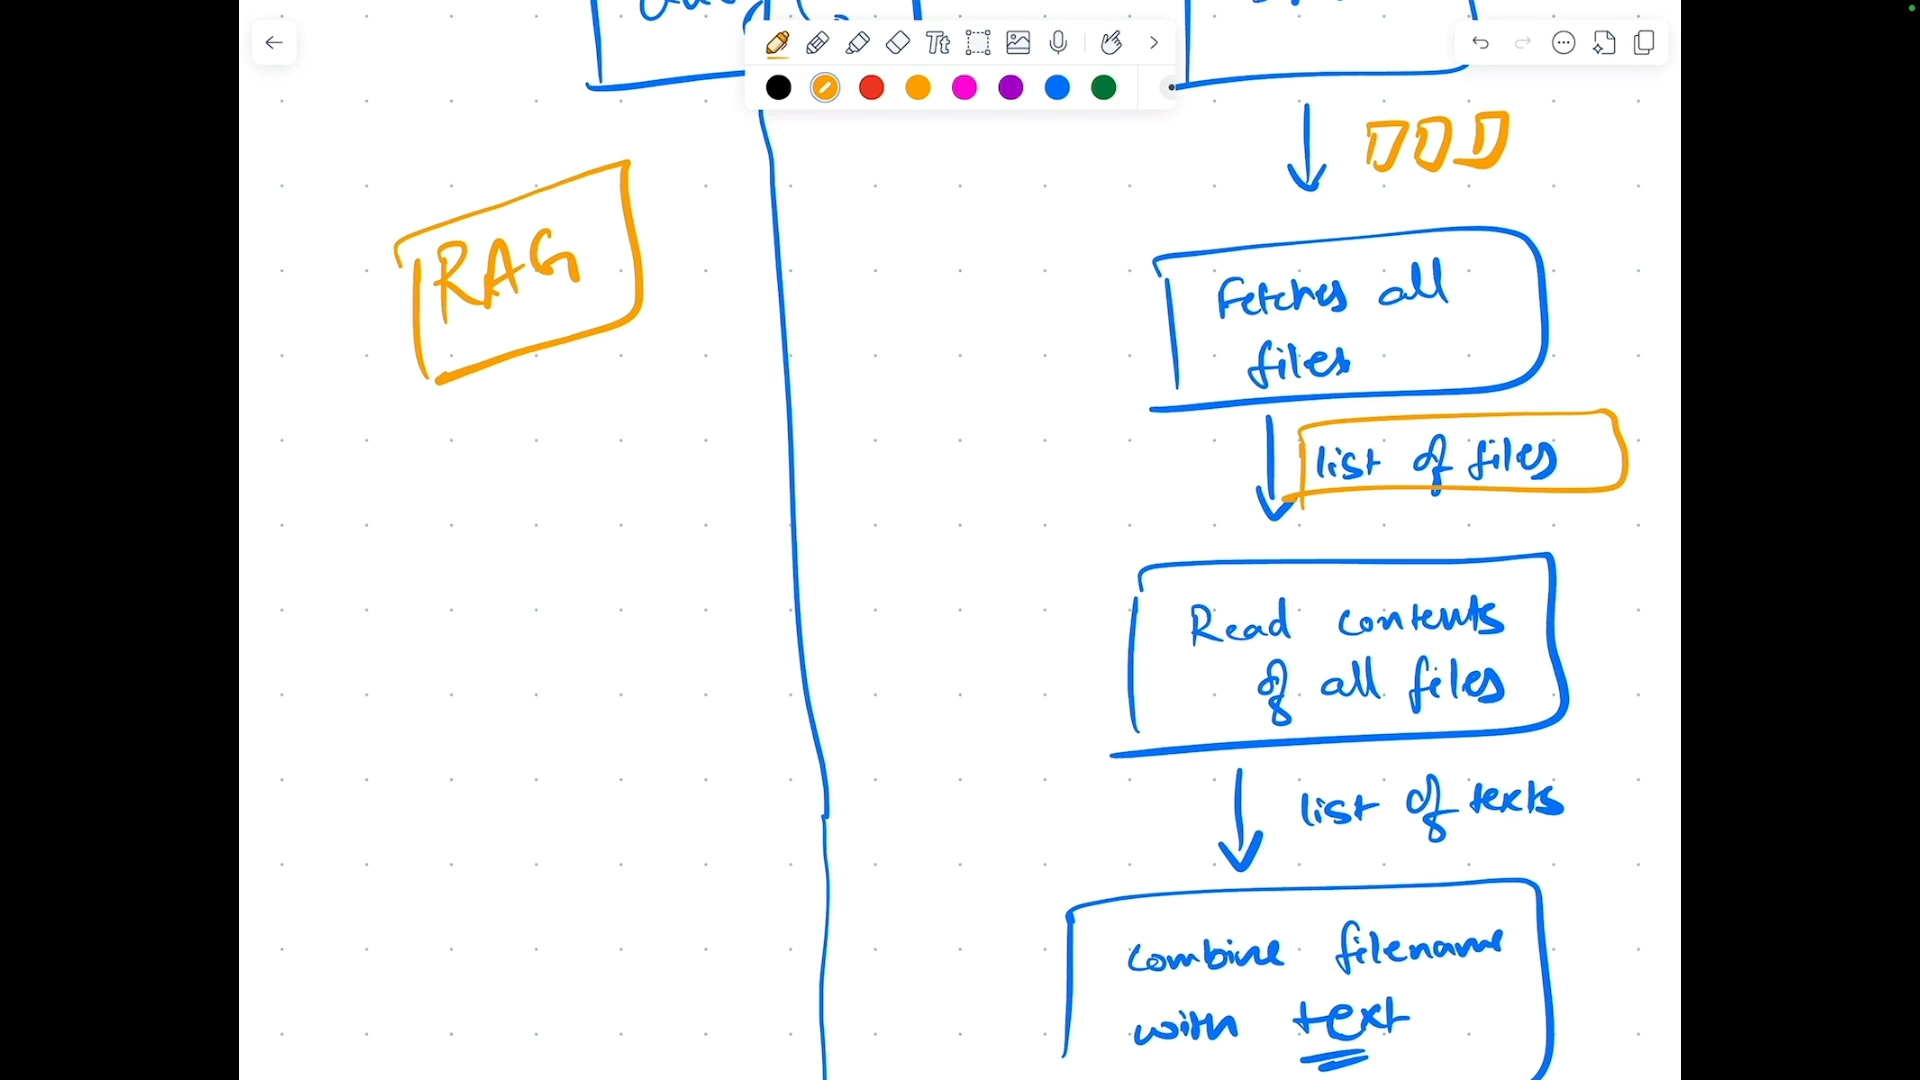 Tt
RAG
Fetches all
files
list of files
Read contents
of all files
list of texts
combine filename
with text